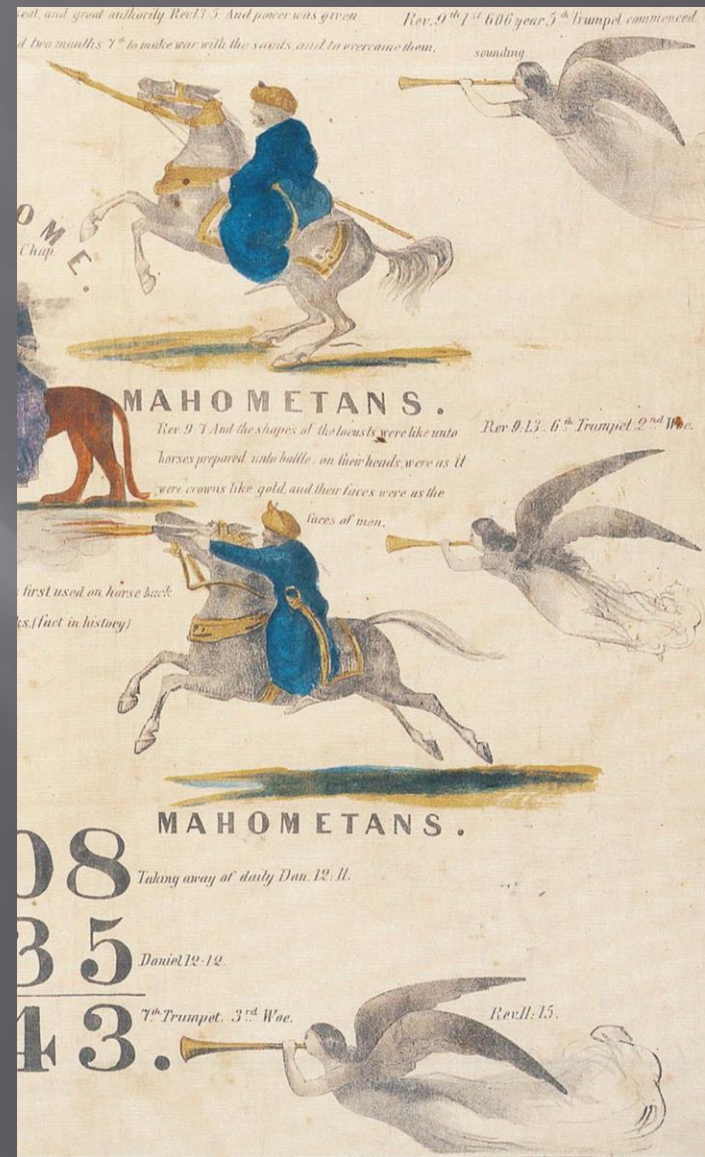 seat, and great authority Rev.13:5. And power was given
d two months 7th to make war with the saints, and to overcome them.
Rev. 9th 1st 606 year 5th Trumpet commenced
sounding.
OME.
Chap
MAHOMETANS.
Rev 9:7 And the shapes of the locusts were like unto
horses prepared unto battle; on their heads, were as it
were crowns like gold, and their faces were as the
faces of men.
Rev 9:13. 6th Trumpet 2nd Woe.
first used on horse back
ks. (fact in history)
MAHOMETANS.
08
Taking away of daily Dan. 12:11.
35
Daniel 12:12.
43.
7th Trumpet. 3rd Woe.
Rev.11:15.